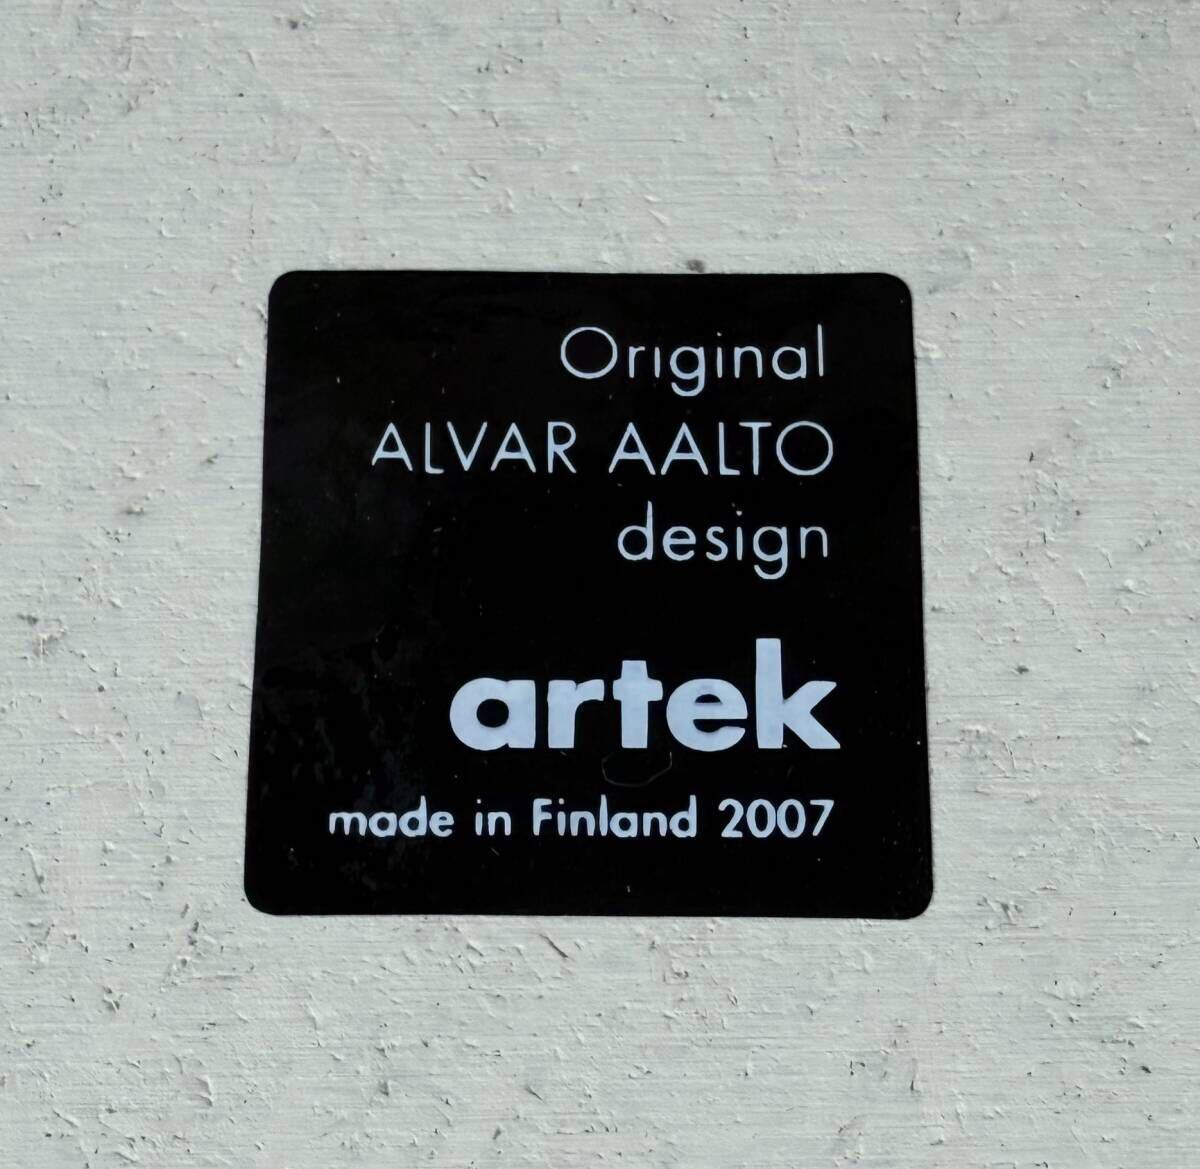 Original
ALVAR AALTO
design
artek
made in Finland 2007